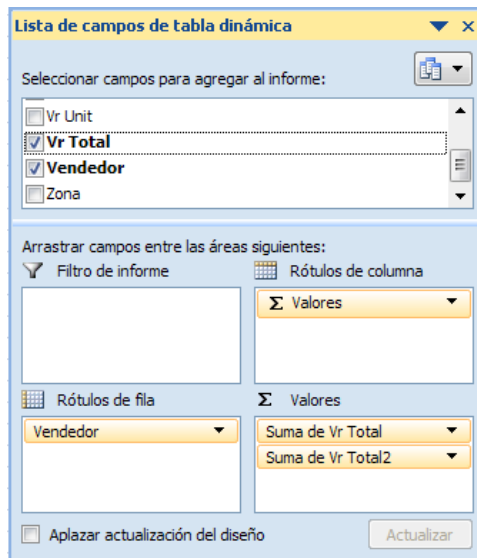 Lista de campos de tabla dinámica
Seleccionar campos para agregar al informe:
Vr Unit
Vr Total
Vendedor
Zona
Arrastrar campos entre las áreas siguientes:
Filtro de informe
Rótulos de columna
Σ Valores
Rótulos de fila
Σ Valores
Vendedor
Suma de Vr Total
Suma de Vr Total2
Aplazar actualización del diseño
Actualizar